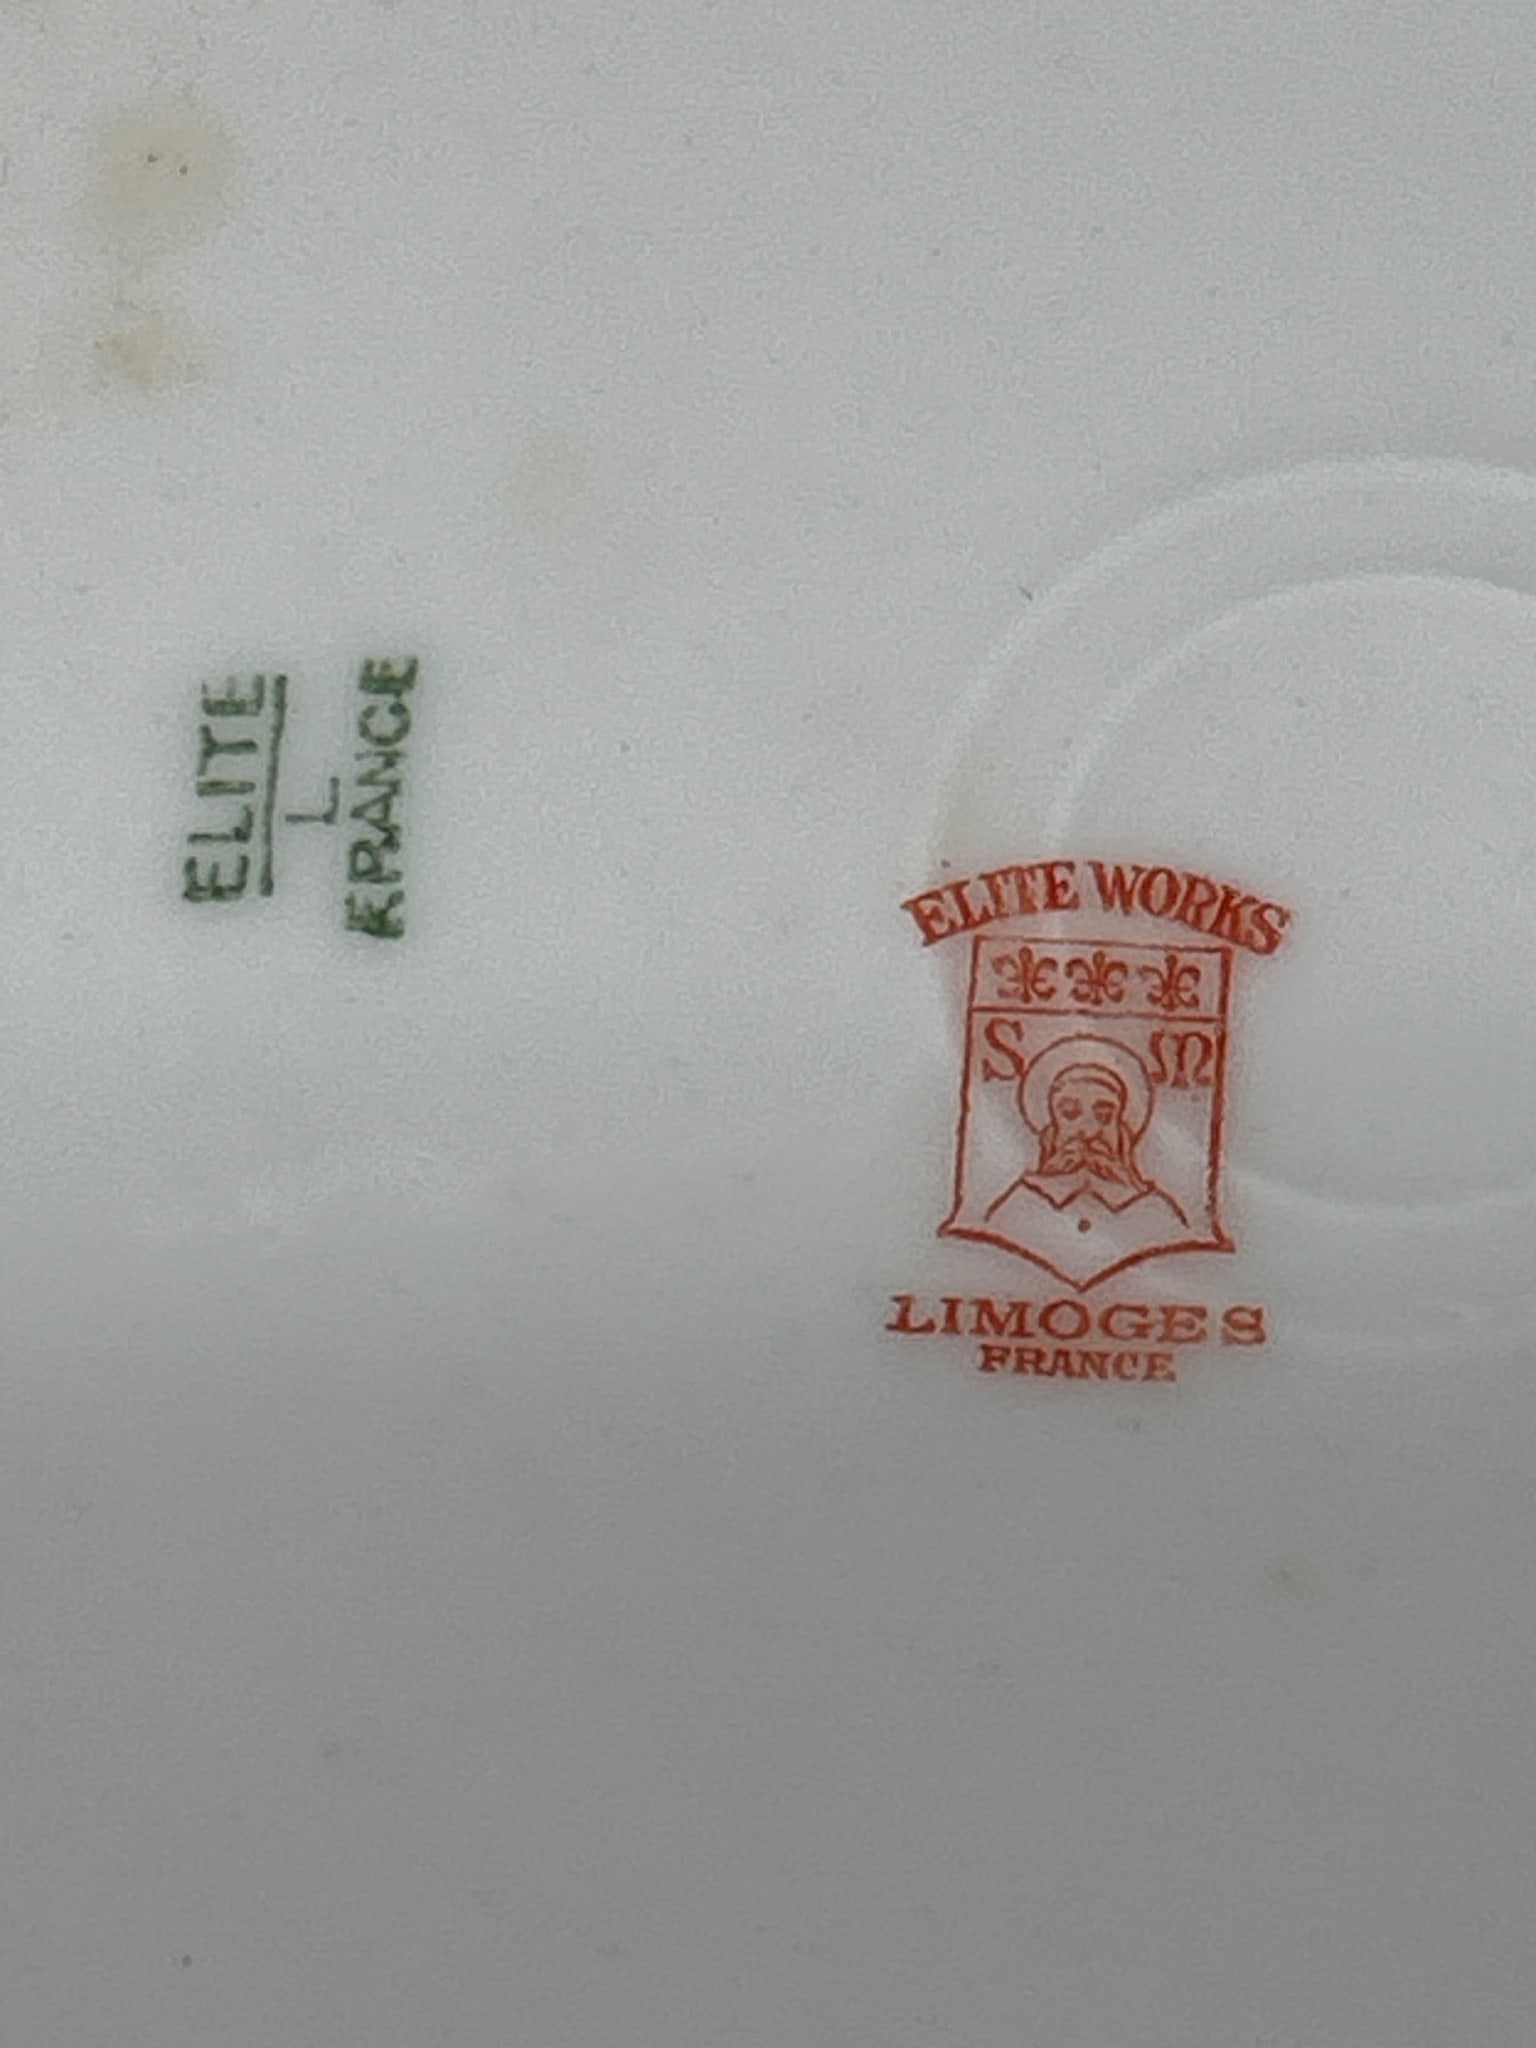 ELITE
L
FRANCE
ELITE WORKS
S M
LIMOGES
FRANCE